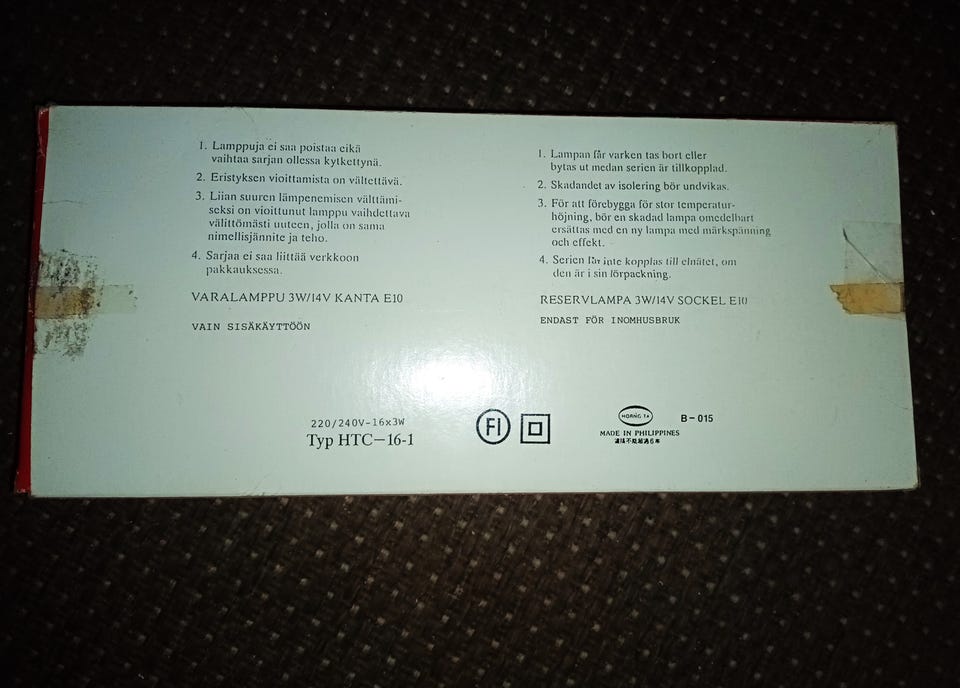 1. Lamppuja ei saa poistaa eikä
vaihtaa sarjan ollessa kytkettynä.
2. Eristyksen vioittamista on vältettävä.
3. Liian suuren lämpenemisen välttämi-
seksi on vioittunut lamppu vaihdettava
välittömästi uuteen, jolla on sama
nimellisjännite ja teho.
4. Sarjaa ei saa liittää verkkoon
pakkauksessa.
VARALAMPPU 3W/14V KANTA E10
VAIN SISÄKÄYTTÖÖN
1. Lampan får varken tas bort eller
bytas ut medan serien är tillkopplad.
2. Skadandet av isolering bör undvikas.
3. För att förebygga för stor temperatur-
höjning, bör en skadad lampa omedelbart
ersättas med en ny lampa med märkspänning
och effekt.
4. Serien får inte kopplas till elnätet, om
den är i sin förpackning.
RESERVLAMPA 3W/14V SOCKEL E10
ENDAST FÖR INOMHUSBRUK
220/240V-16x3W
Typ HTC-16-1
FI
HORNG TA
B-015
MADE IN PHILIPPINES